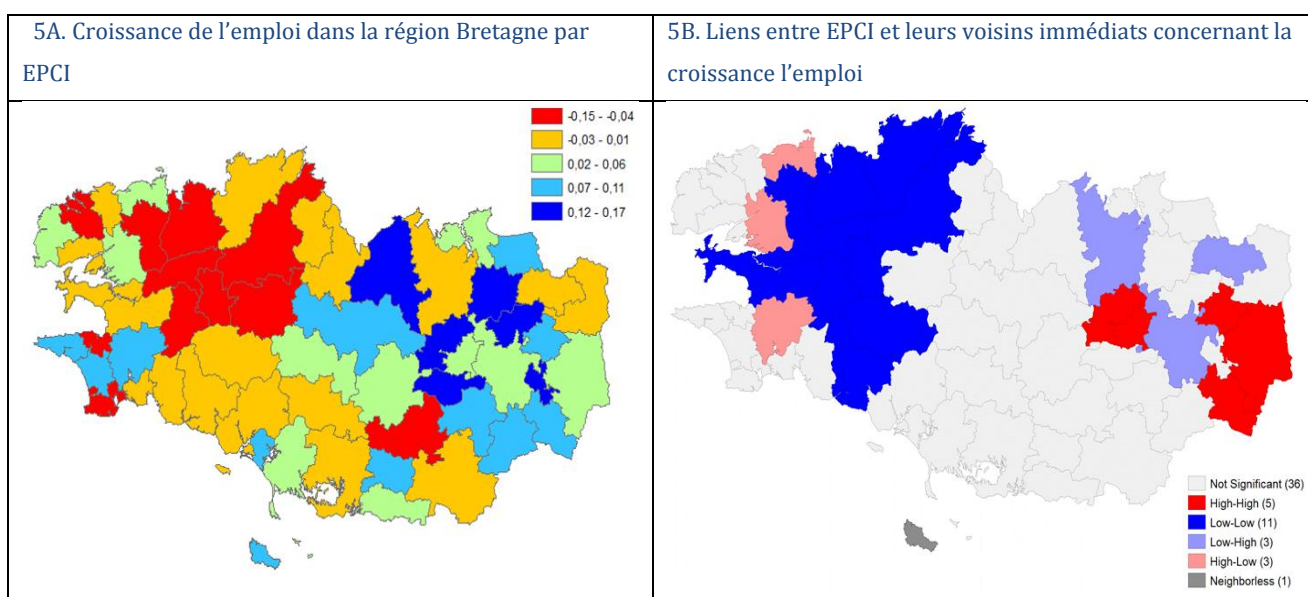 5A. Croissance de l’emploi dans la région Bretagne par
EPCI
5B. Liens entre EPCI et leurs voisins immédiats concernant la
croissance l’emploi
-0,15 - -0,04
-0,03 - 0,01
0,02 - 0,06
0,07 - 0,11
0,12 - 0,17
Not Significant (36)
High-High (5)
Low-Low (11)
Low-High (3)
High-Low (3)
Neighborless (1)